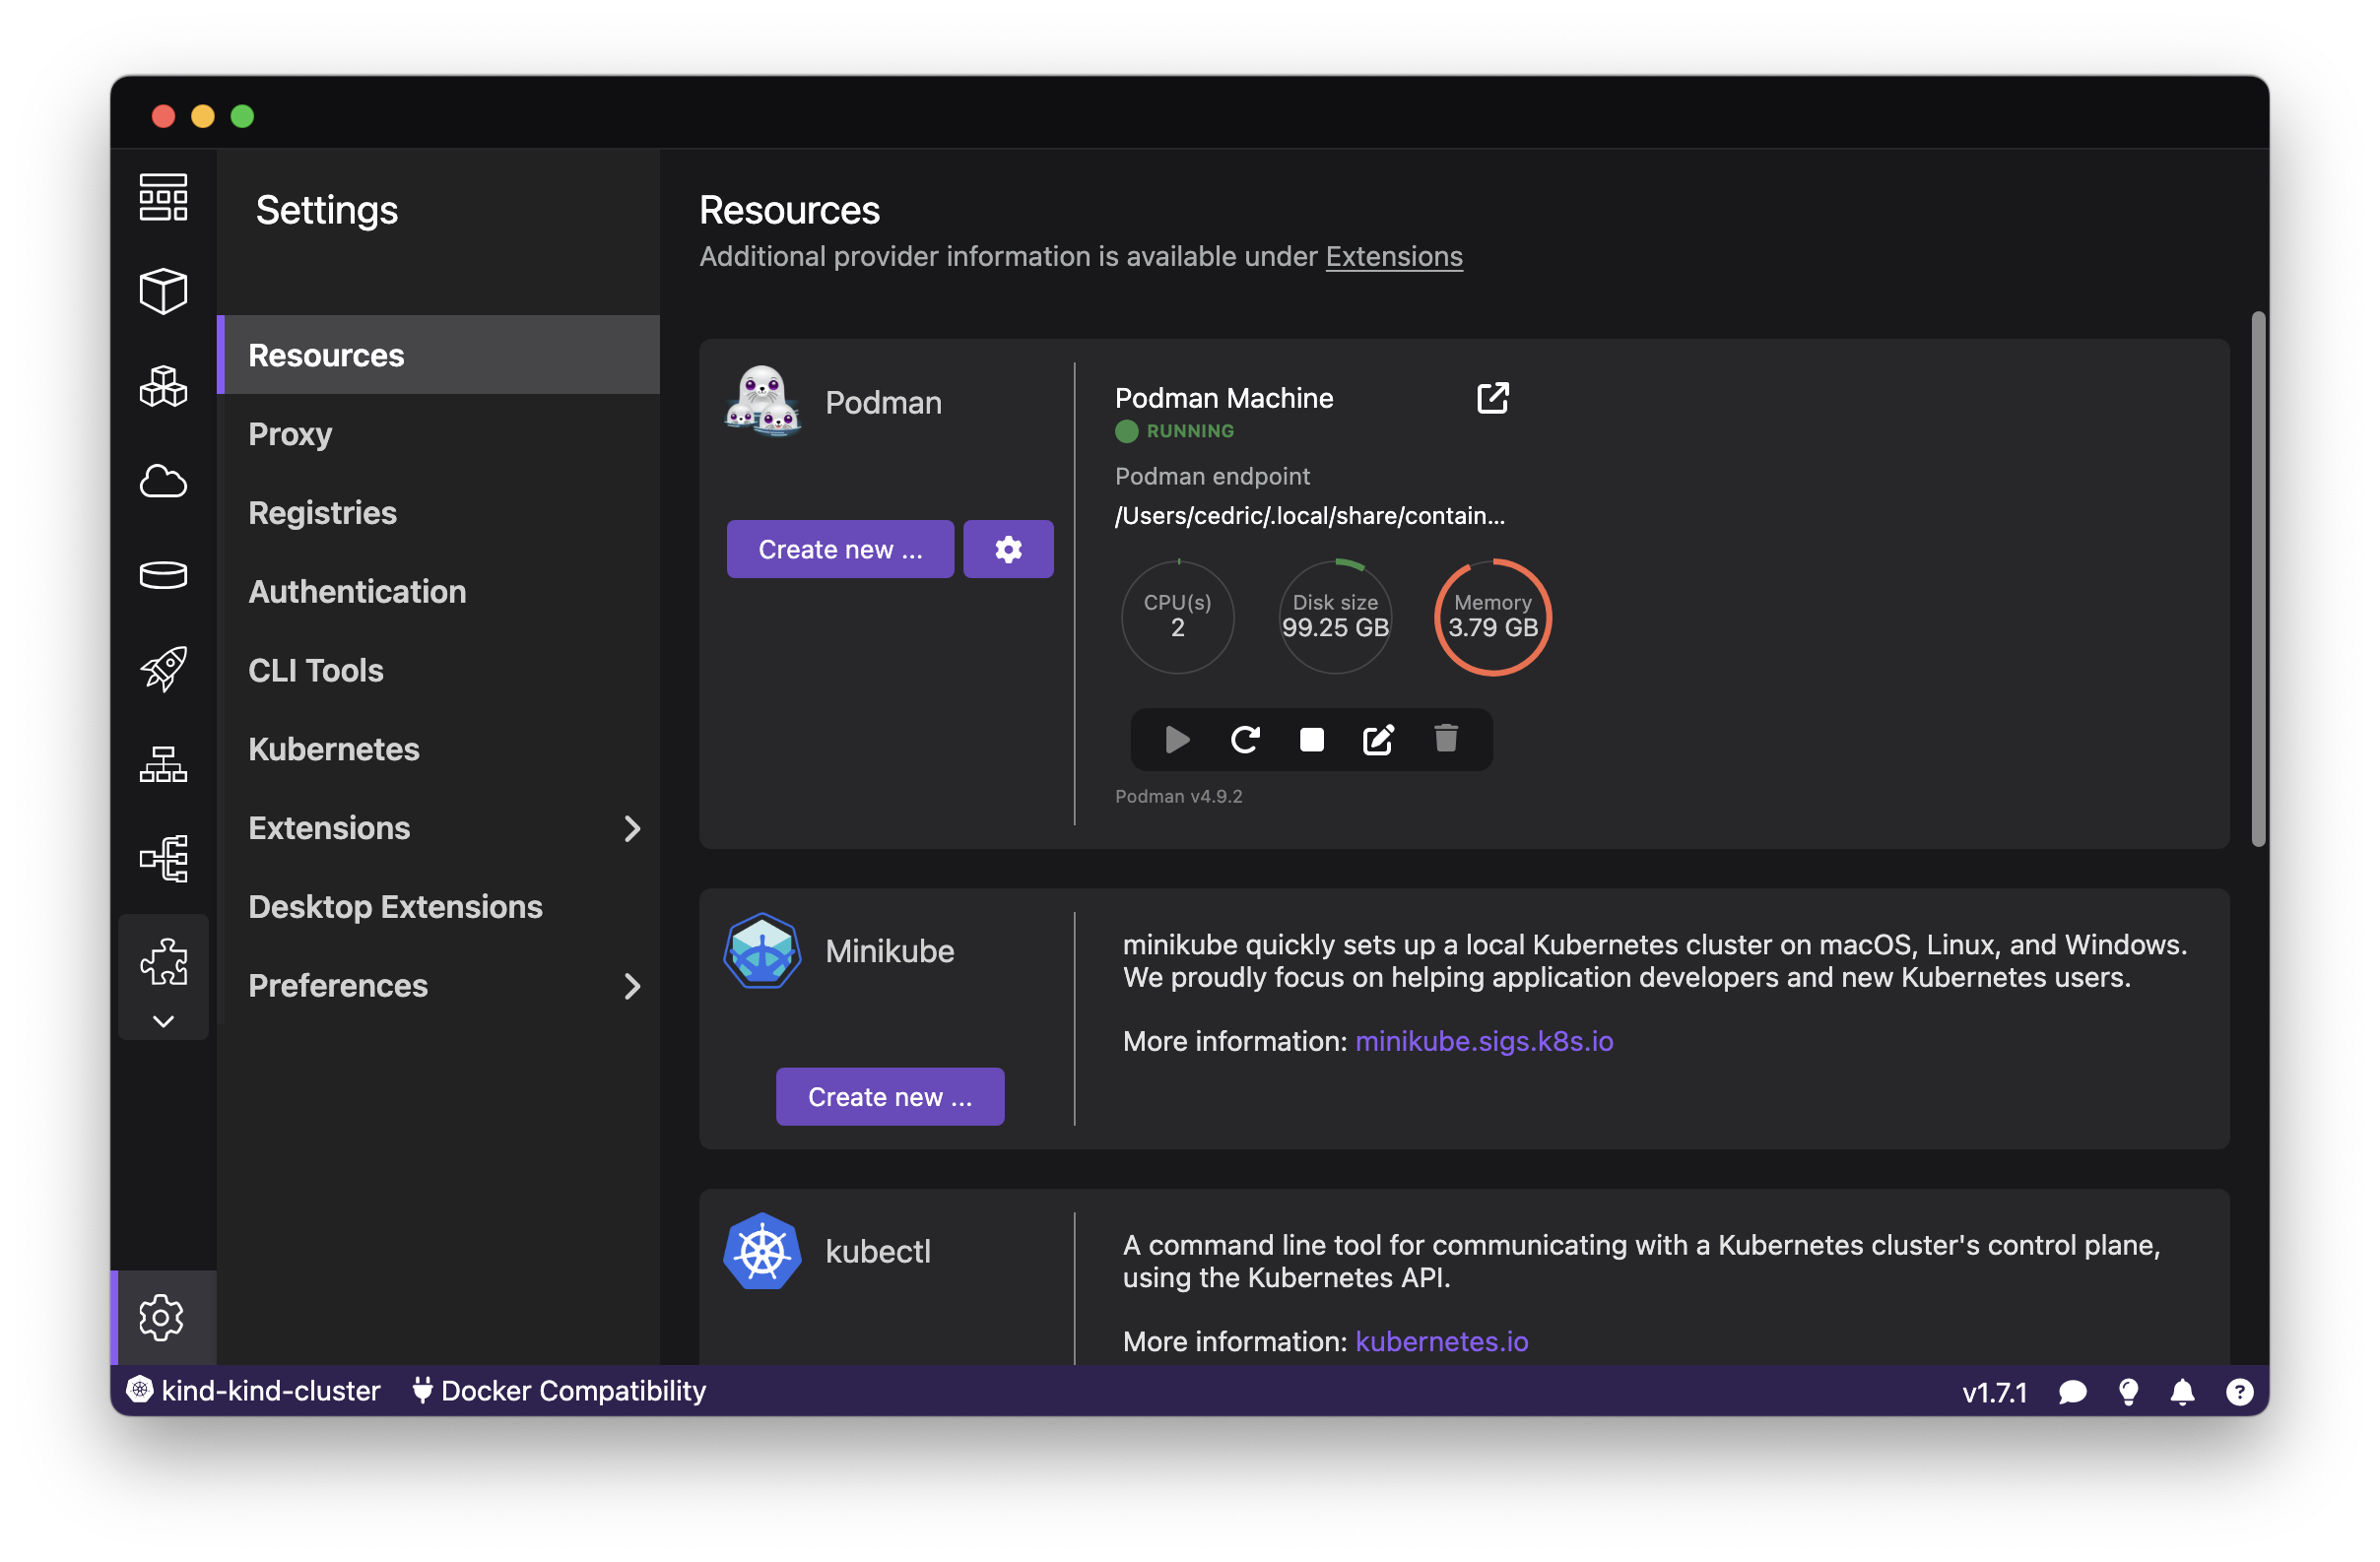 Settings
Resources
Proxy
Registries
Authentication
CLI Tools
Kubernetes
Extensions
Desktop Extensions
Preferences
Resources
Additional provider information is available under Extensions
Podman
Create new ...
Podman Machine
RUNNING
Podman endpoint
/Users/cedric/.local/share/contain...
CPU(s)
2
Disk size
99.25 GB
Memory
3.79 GB
Podman v4.9.2
Minikube
Create new ...
minikube quickly sets up a local Kubernetes cluster on macOS, Linux, and Windows.
We proudly focus on helping application developers and new Kubernetes users.
More information: minikube.sigs.k8s.io
kubectl
A command line tool for communicating with a Kubernetes cluster's control plane,
using the Kubernetes API.
More information: kubernetes.io
kind-kind-cluster
Docker Compatibility
v1.7.1